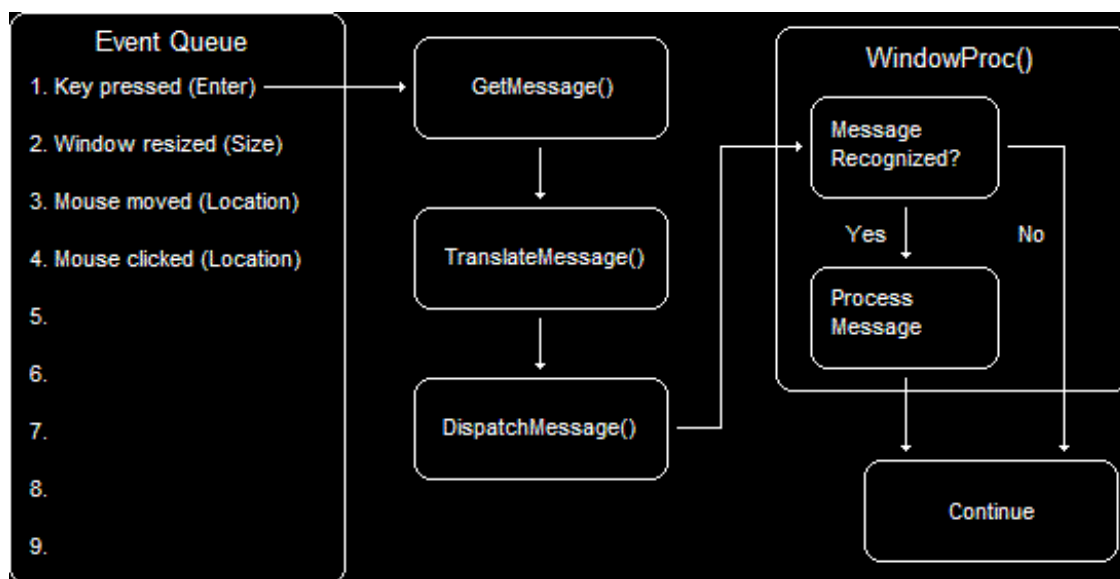 Event Queue
1. Key pressed (Enter)
2. Window resized (Size)
3. Mouse moved (Location)
4. Mouse clicked (Location)
5.
6.
7.
8.
9.
GetMessage()
TranslateMessage()
DispatchMessage()
WindowProc()
Message
Recognized?
Yes
No
Process
Message
Continue